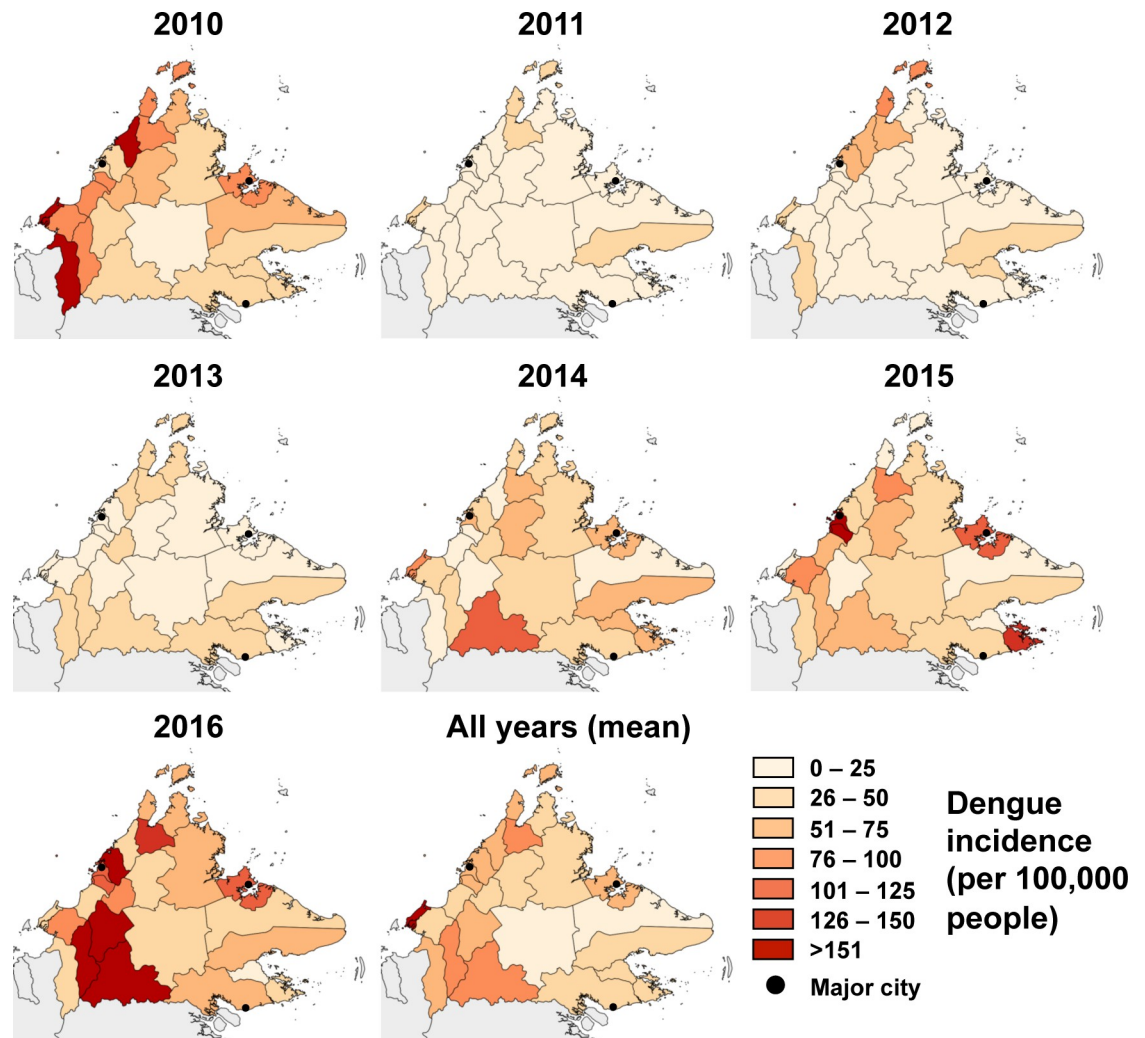 2010
2011
2012
2013
2014
2015
2016
All years (mean)
0 – 25
26 – 50
51 – 75
76 – 100
101 – 125
126 – 150
>151
Major city
Dengue
incidence
(per 100,000
people)